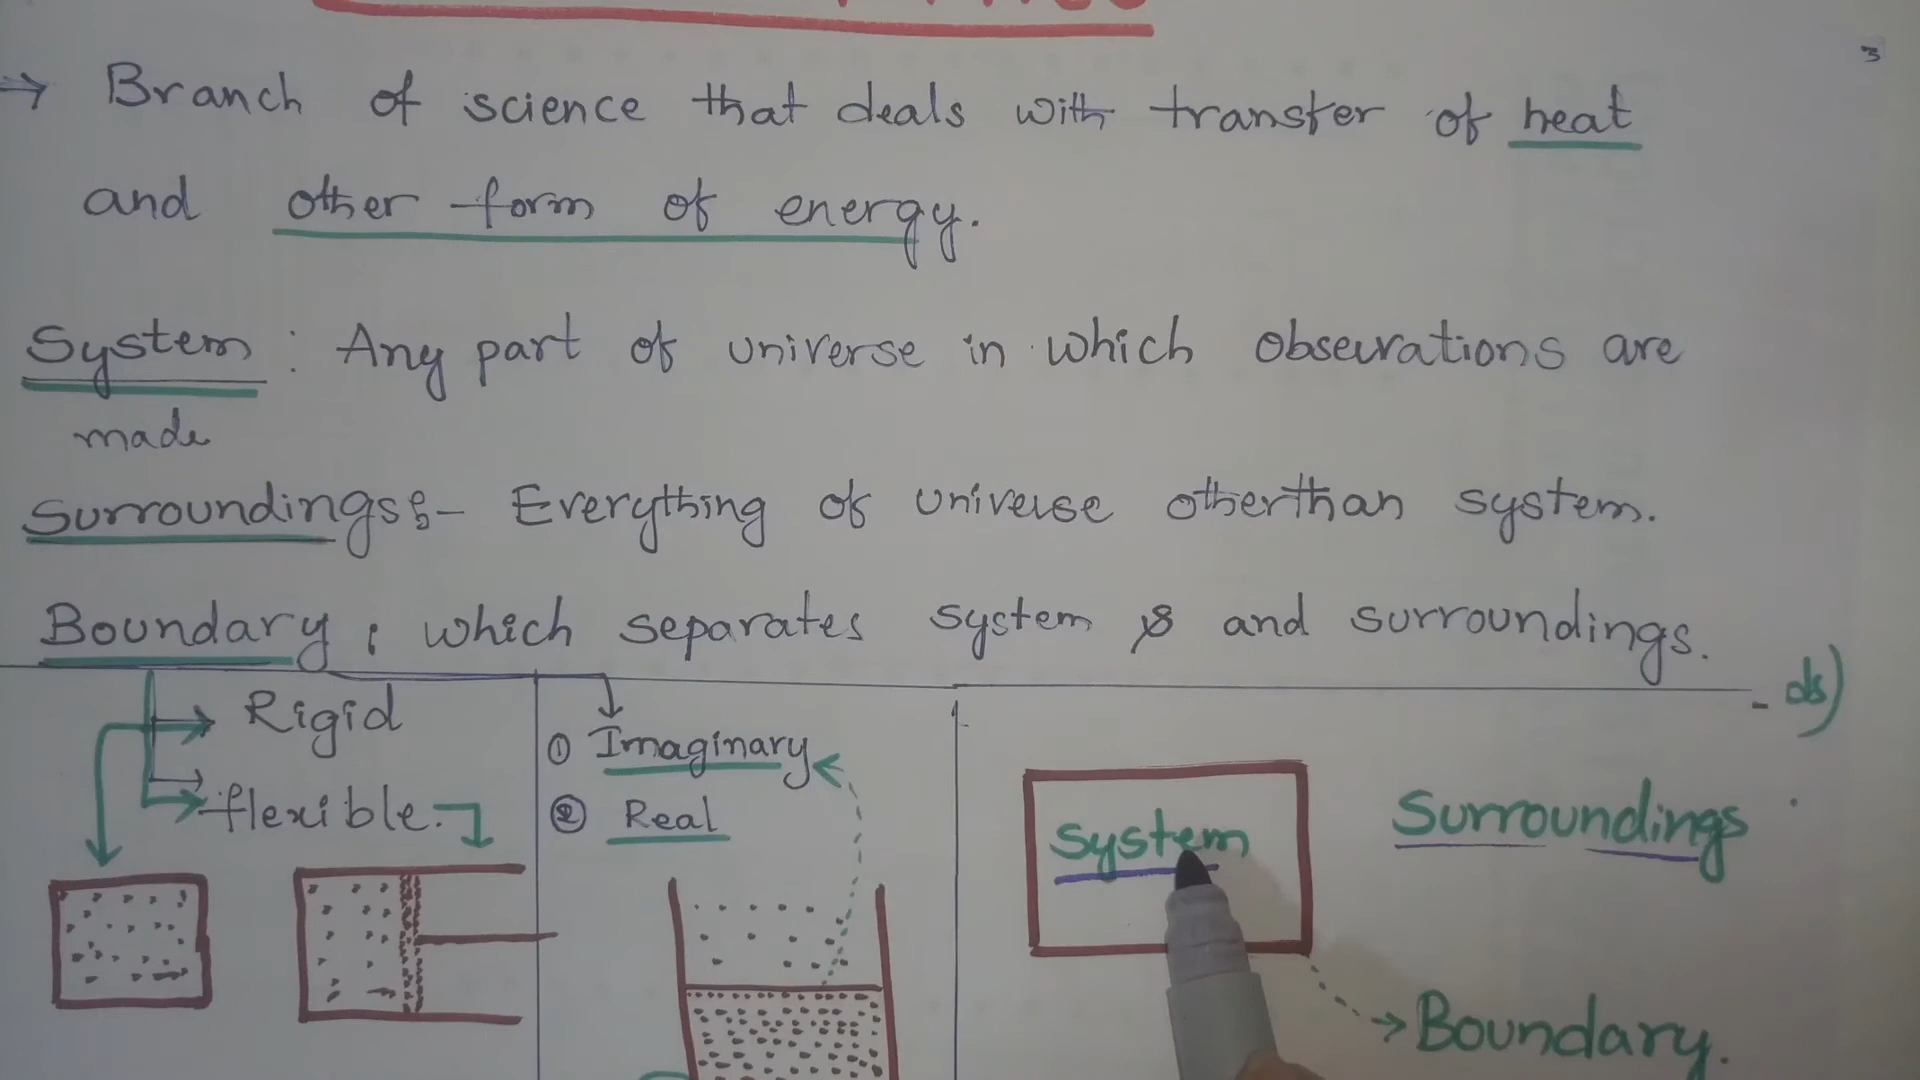 → Branch of science that deals with transfer of heat
and other form of energy.
System : Any part of universe in which observations are
made
Surroundings :- Everything of universe otherthan system.
Boundary : which separates system & and surroundings.
→ Rigid
→ flexible.
① Imaginary
② Real
System
Surroundings
→ Boundary.